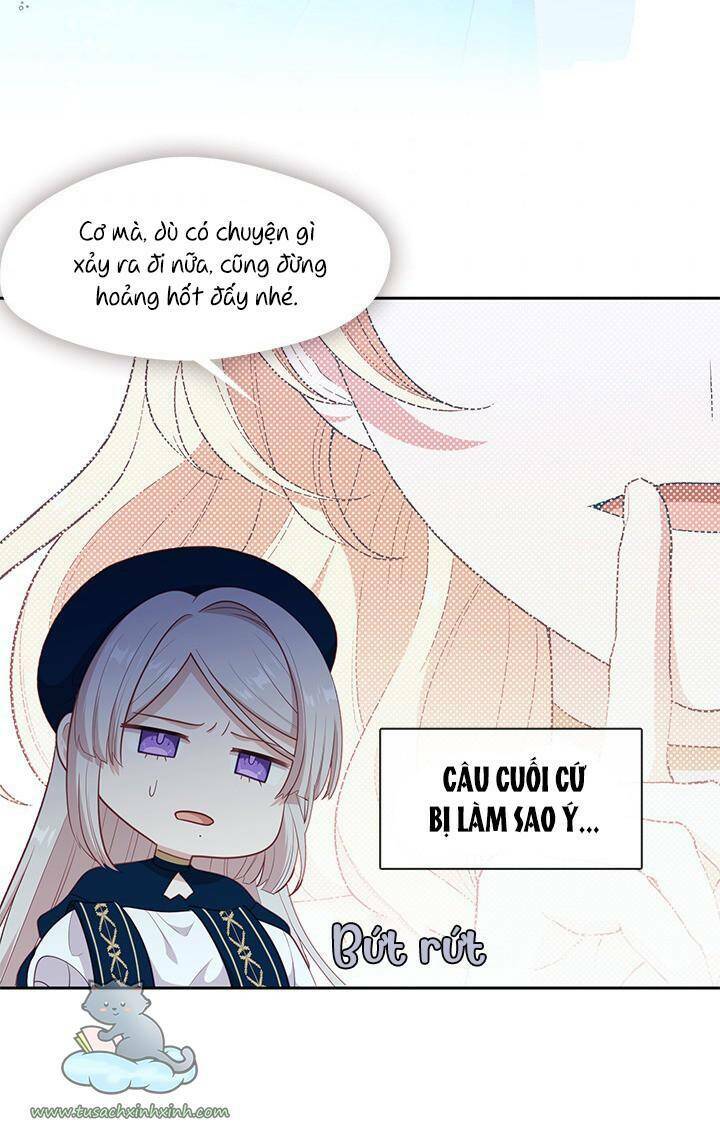 Cơ mà, dù có chuyện gì
xảy ra đi nữa, cũng đừng
hoảng hốt đấy nhé.
CÂU CUỐI CỨ
BỊ LÀM SAO Ý...
Bứt rứt
www.tusachxinhxinh.com